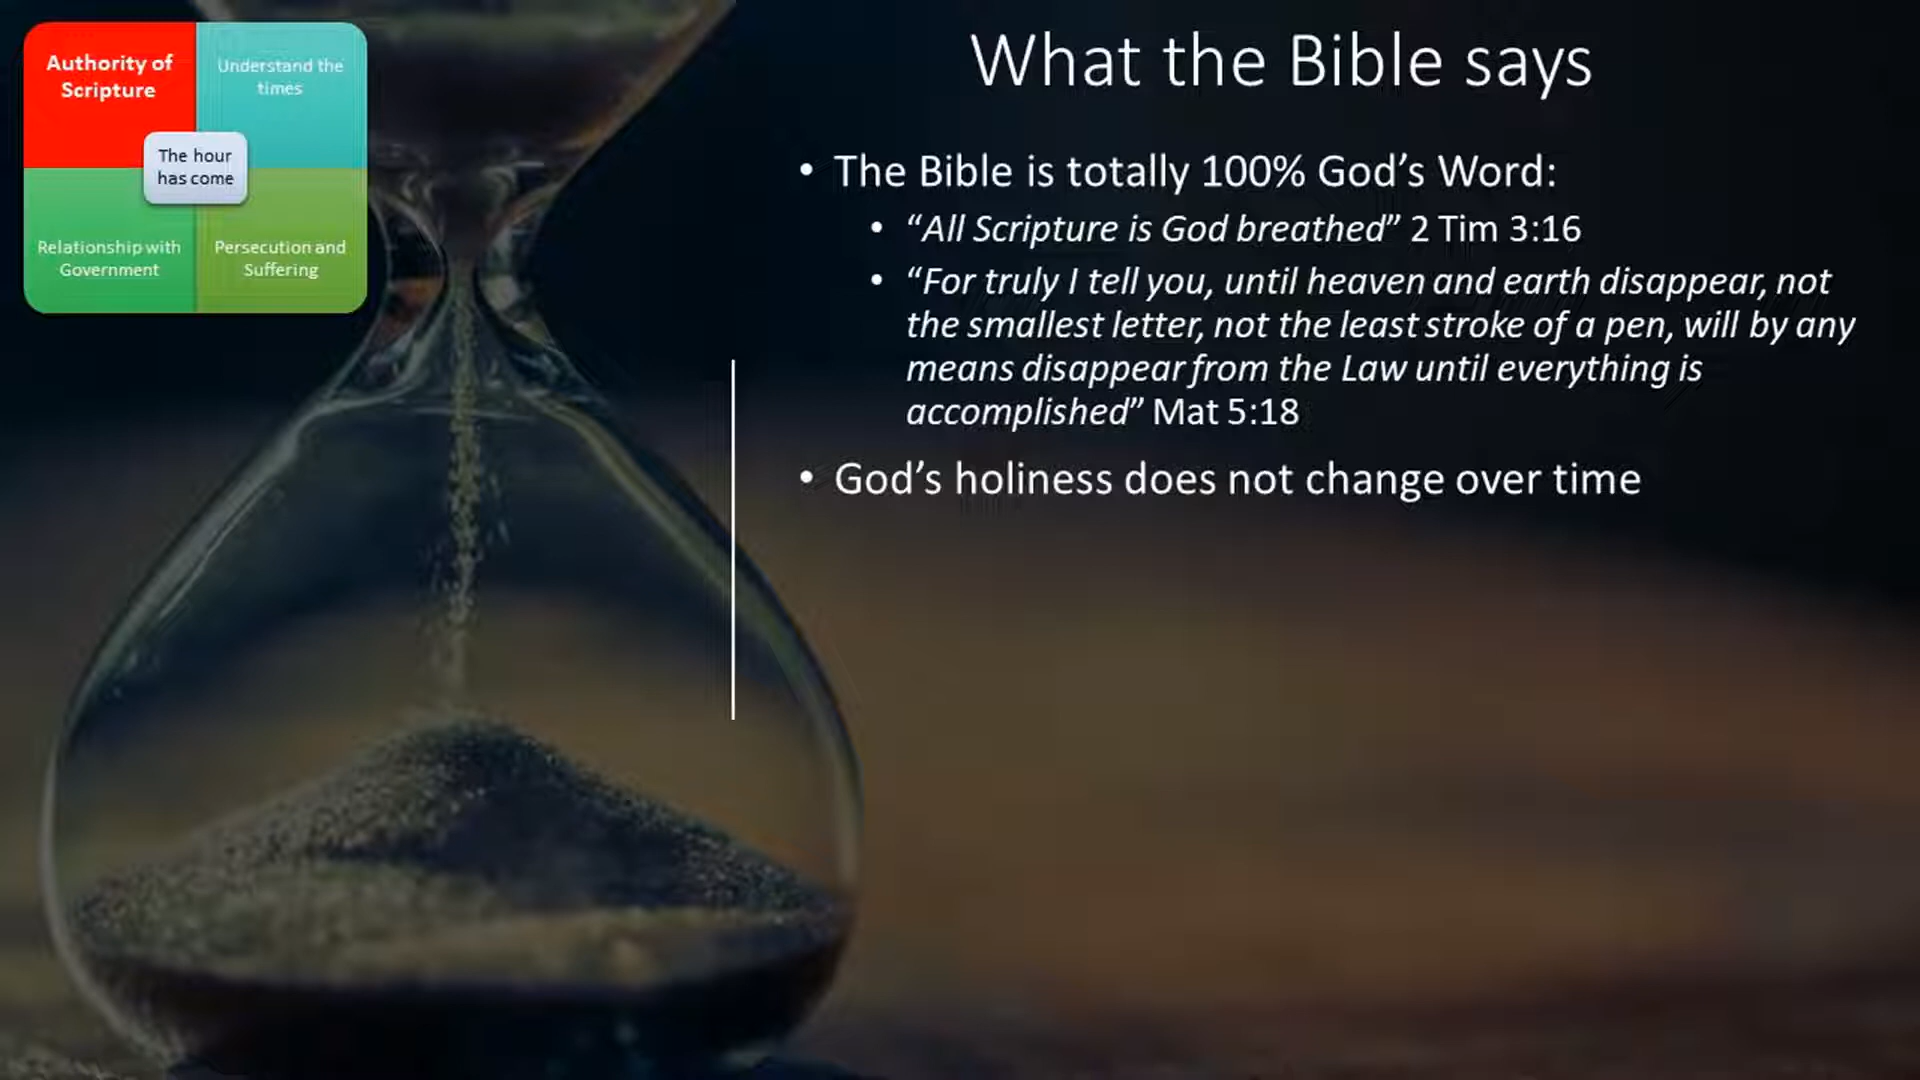 Authority of
Scripture
Understand the
times
The hour
has come
Relationship with
Government
Persecution and
Suffering
What the Bible says
• The Bible is totally 100% God’s Word:
• “All Scripture is God breathed” 2 Tim 3:16
• “For truly I tell you, until heaven and earth disappear, not
the smallest letter, not the least stroke of a pen, will by any
means disappear from the Law until everything is
accomplished” Mat 5:18
• God’s holiness does not change over time